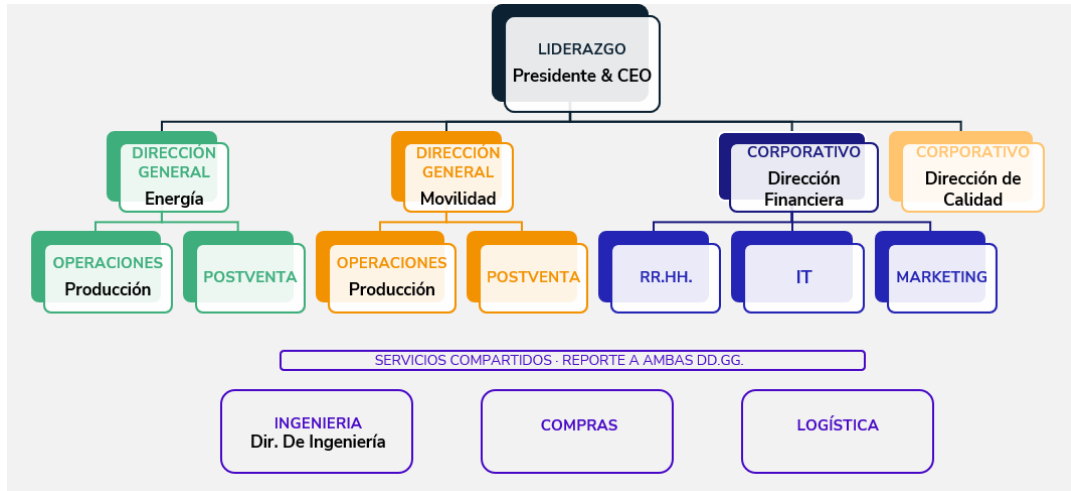 LIDERAZGO
Presidente & CEO
DIRECCIÓN
GENERAL
Energía
DIRECCIÓN
GENERAL
Movilidad
CORPORATIVO
Dirección
Financiera
CORPORATIVO
Dirección de
Calidad
OPERACIONES
Producción
POSTVENTA
OPERACIONES
Producción
POSTVENTA
RR.HH.
IT
MARKETING
SERVICIOS COMPARTIDOS · REPORTE A AMBAS DD.GG.
INGENIERIA
Dir. De Ingeniería
COMPRAS
LOGÍSTICA